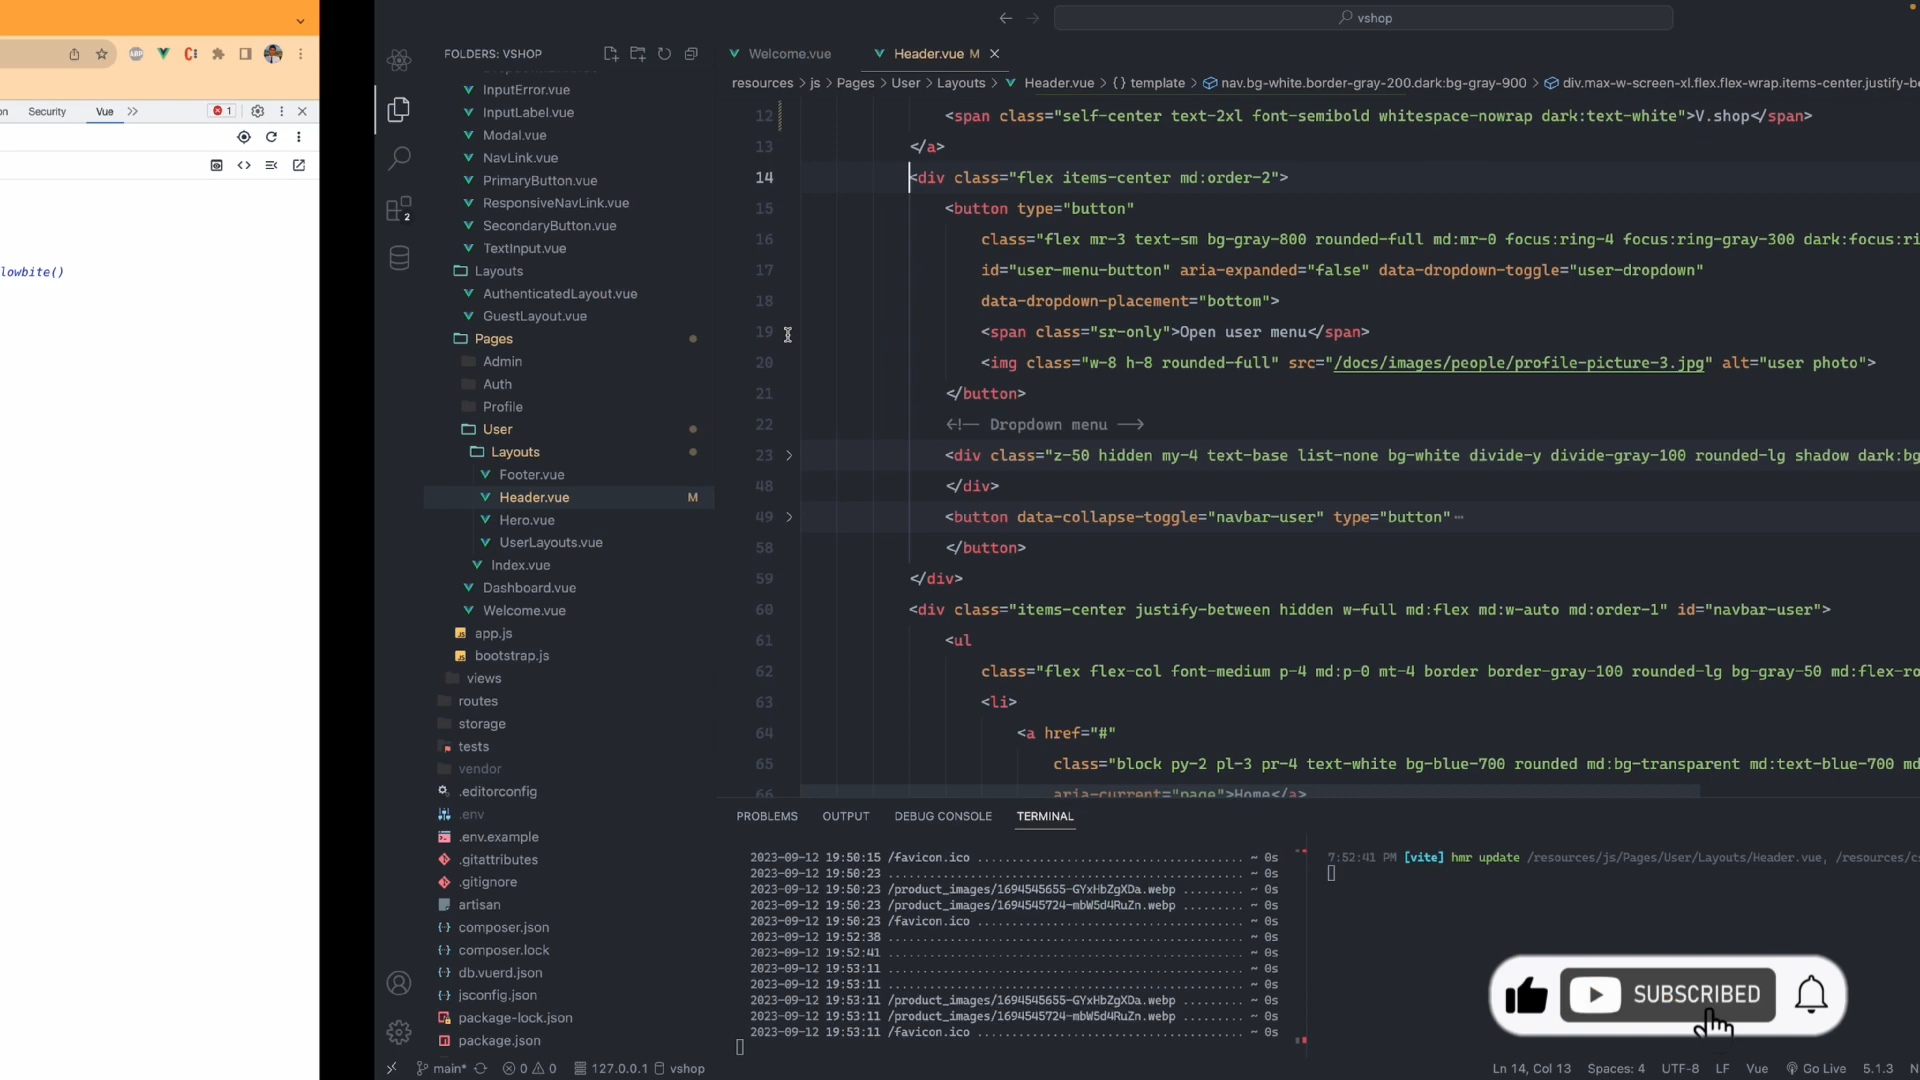 vshop
FOLDERS: VSHOP
Welcome.vue
Header.vue M
Security
Vue
1
resources > js > Pages > User > Layouts > Header.vue > {} template > nav.bg-white.border-gray-200.dark:bg-gray-900 > div.max-w-screen-xl.flex.flex-wrap.items-center.justify-be
lowbite()
2
InputError.vue
InputLabel.vue
Modal.vue
NavLink.vue
PrimaryButton.vue
ResponsiveNavLink.vue
SecondaryButton.vue
TextInput.vue
Layouts
AuthenticatedLayout.vue
GuestLayout.vue
Pages
Admin
Auth
Profile
User
Layouts
Footer.vue
Header.vue M
Hero.vue
UserLayouts.vue
Index.vue
Dashboard.vue
Welcome.vue
app.js
bootstrap.js
views
routes
storage
tests
vendor
.editorconfig
.env
.env.example
.gitattributes
.gitignore
artisan
composer.json
composer.lock
db.vuerd.json
jsconfig.json
package-lock.json
package.json
12 <span class="self-center text-2xl font-semibold whitespace-nowrap dark:text-white">V.shop</span>
13 </a>
14 <div class="flex items-center md:order-2">
15 <button type="button"
16 class="flex mr-3 text-sm bg-gray-800 rounded-full md:mr-0 focus:ring-4 focus:ring-gray-300 dark:focus:ri
17 id="user-menu-button" aria-expanded="false" data-dropdown-toggle="user-dropdown"
18 data-dropdown-placement="bottom">
19 <span class="sr-only">Open user menu</span>
20 <img class="w-8 h-8 rounded-full" src="/docs/images/people/profile-picture-3.jpg" alt="user photo">
21 </button>
22 <!-- Dropdown menu -->
23 <div class="z-50 hidden my-4 text-base list-none bg-white divide-y divide-gray-100 rounded-lg shadow dark:bg
48 </div>
49 <button data-collapse-toggle="navbar-user" type="button"…
58 </button>
59 </div>
60 <div class="items-center justify-between hidden w-full md:flex md:w-auto md:order-1" id="navbar-user">
61 <ul
62 class="flex flex-col font-medium p-4 md:p-0 mt-4 border border-gray-100 rounded-lg bg-gray-50 md:flex-ro
63 <li>
64 <a href="#"
65 class="block py-2 pl-3 pr-4 text-white bg-blue-700 rounded md:bg-transparent md:text-blue-700 md
66 aria-current="page">Home</a>
PROBLEMS OUTPUT DEBUG CONSOLE TERMINAL
2023-09-12 19:50:15 /favicon.ico ........ ~ 0s
2023-09-12 19:50:23 ........ ~ 0s
2023-09-12 19:50:23 /product_images/1694545655-GYxHbZgXDa.webp ........ ~ 0s
2023-09-12 19:50:23 /product_images/1694545724-mbW5d4RuZn.webp ........ ~ 0s
2023-09-12 19:50:23 /favicon.ico ........ ~ 0s
2023-09-12 19:52:38 ........ ~ 0s
2023-09-12 19:52:41 ........ ~ 0s
2023-09-12 19:53:11 ........ ~ 0s
2023-09-12 19:53:11 ........ ~ 0s
2023-09-12 19:53:11 /product_images/1694545655-GYxHbZgXDa.webp ........ ~ 0s
2023-09-12 19:53:11 /product_images/1694545724-mbW5d4RuZn.webp ........ ~ 0s
2023-09-12 19:53:11 /favicon.ico ........ ~ 0s
7:52:41 PM [vite] hmr update /resources/js/Pages/User/Layouts/Header.vue, /resources/cs
SUBSCRIBED
main* 0 0 127.0.0.1 vshop
Ln 14, Col 13 Spaces: 4 UTF-8 LF Vue Go Live 5.1.3